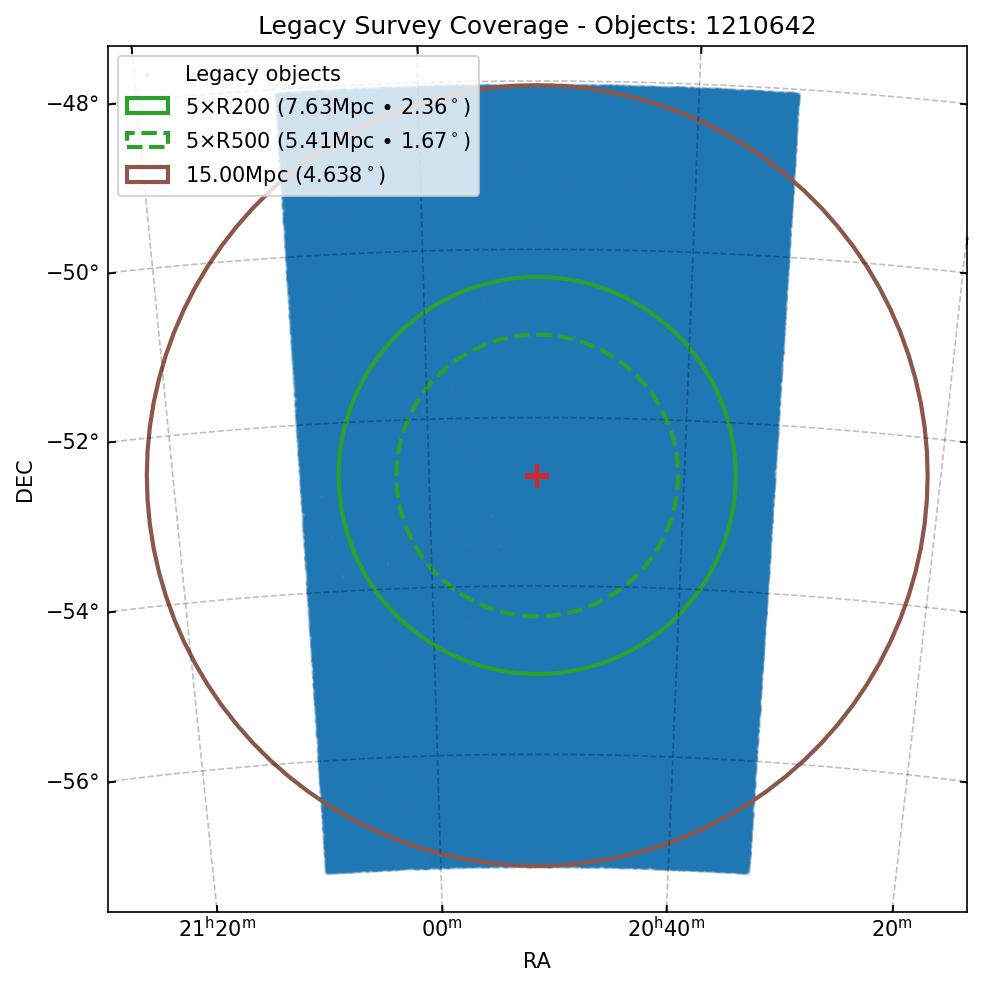 Legacy Survey Coverage - Objects: 1210642
Legacy objects
5×R200 (7.63Mpc • 2.36°)
5×R500 (5.41Mpc • 1.67°)
15.00Mpc (4.638°)
−48°
−50°
−52°
−54°
−56°
DEC
21ʰ20ᵐ
00ᵐ
20ʰ40ᵐ
20ᵐ
RA